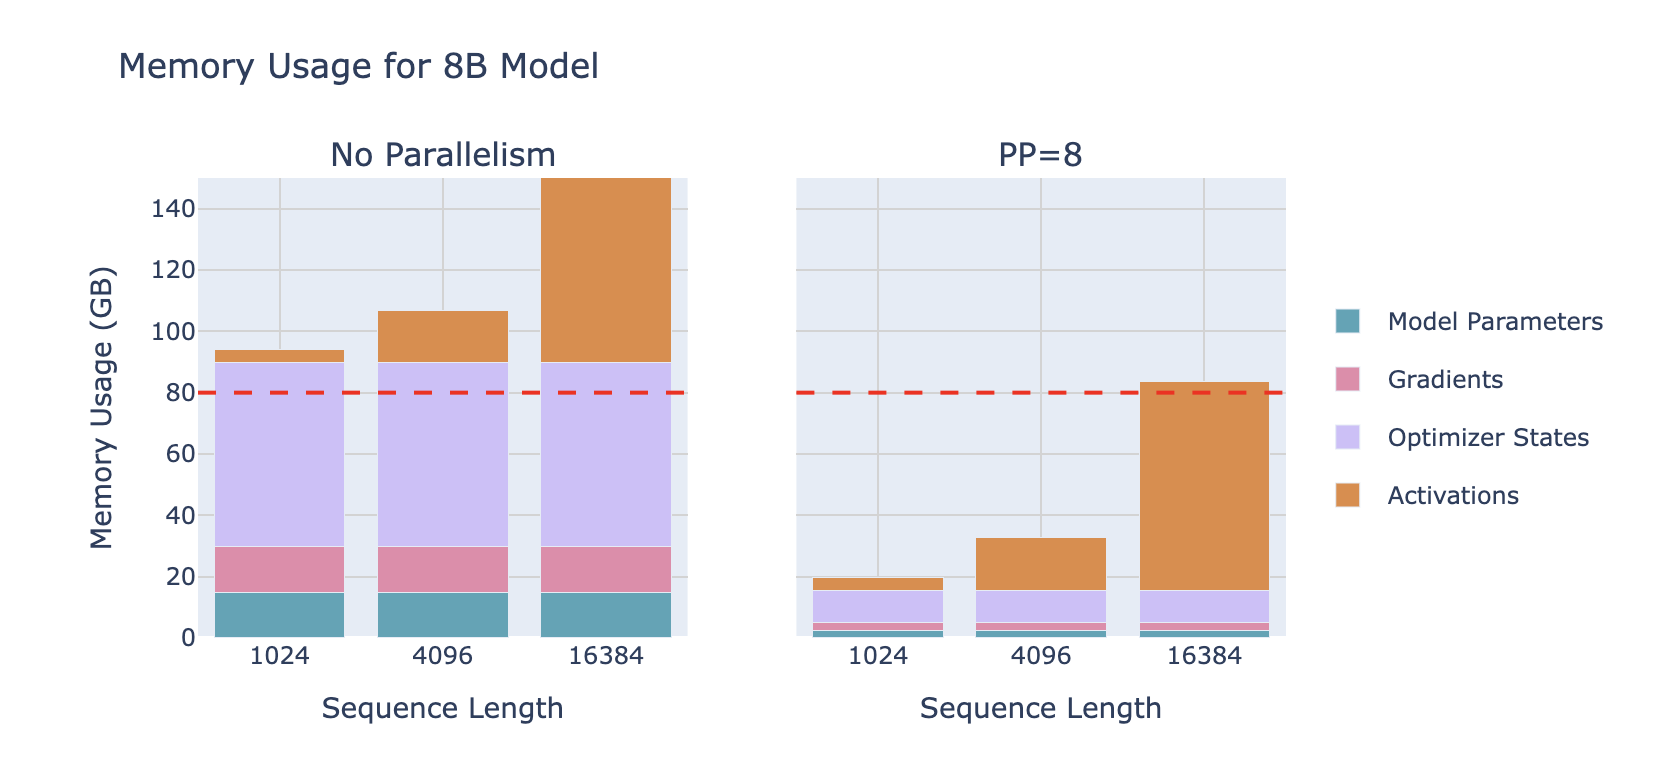 Memory Usage for 8B Model
No Parallelism
PP=8
Memory Usage (GB)
140
120
100
80
60
40
20
0
1024 4096 16384
1024 4096 16384
Sequence Length
Sequence Length
Model Parameters
Gradients
Optimizer States
Activations